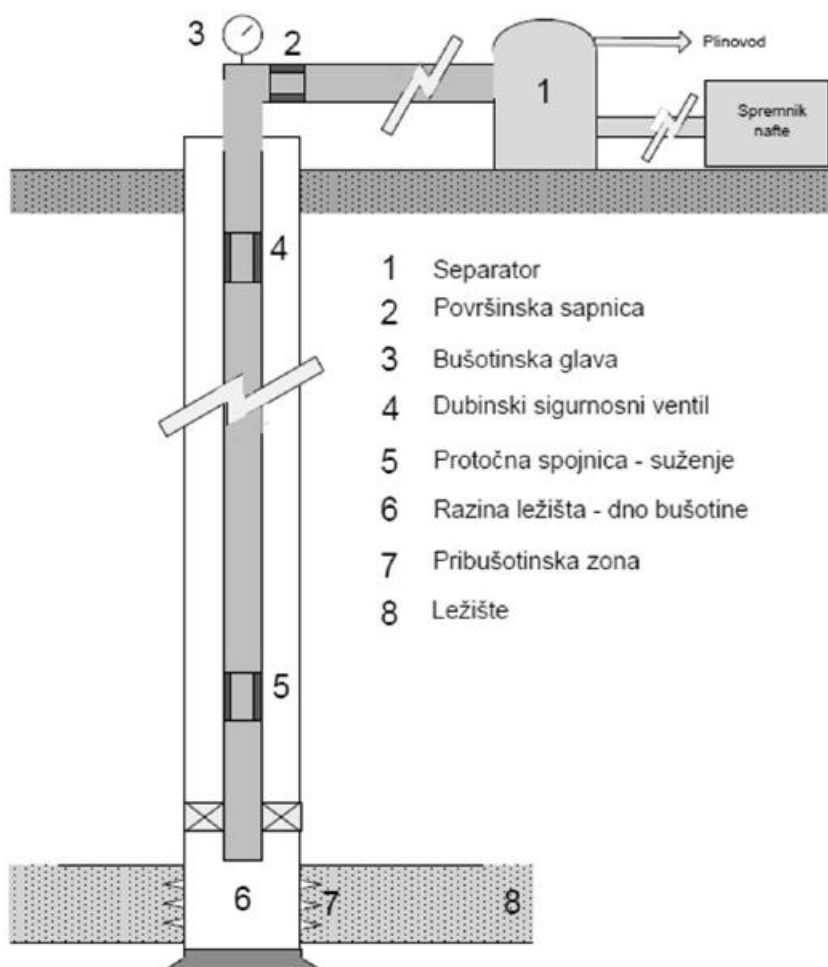 3
2
1
Plinovod
Spremnik
nafte
4
1 Separator
2 Površinska sapnica
3 Bušotinska glava
4 Dubinski sigurnosni ventil
5 Protočna spojnica - suženje
6 Razina ležišta - dno bušotine
7 Pribušotinska zona
8 Ležište
5
6
7
8